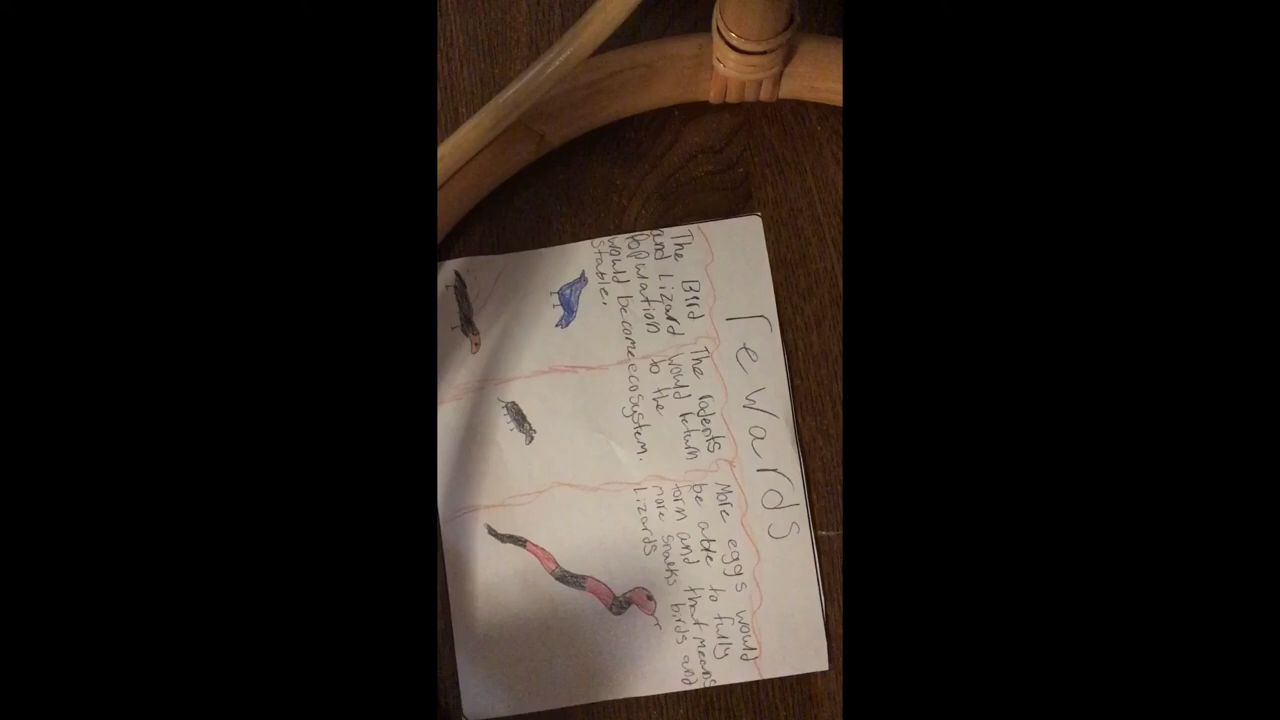 rewards
The Bird
and Lizard
Population
would become
stable.
The rodents
would return
to the
ecosystem.
More eggs would
be able to fully
form and that means
more snacks birds and
Lizards